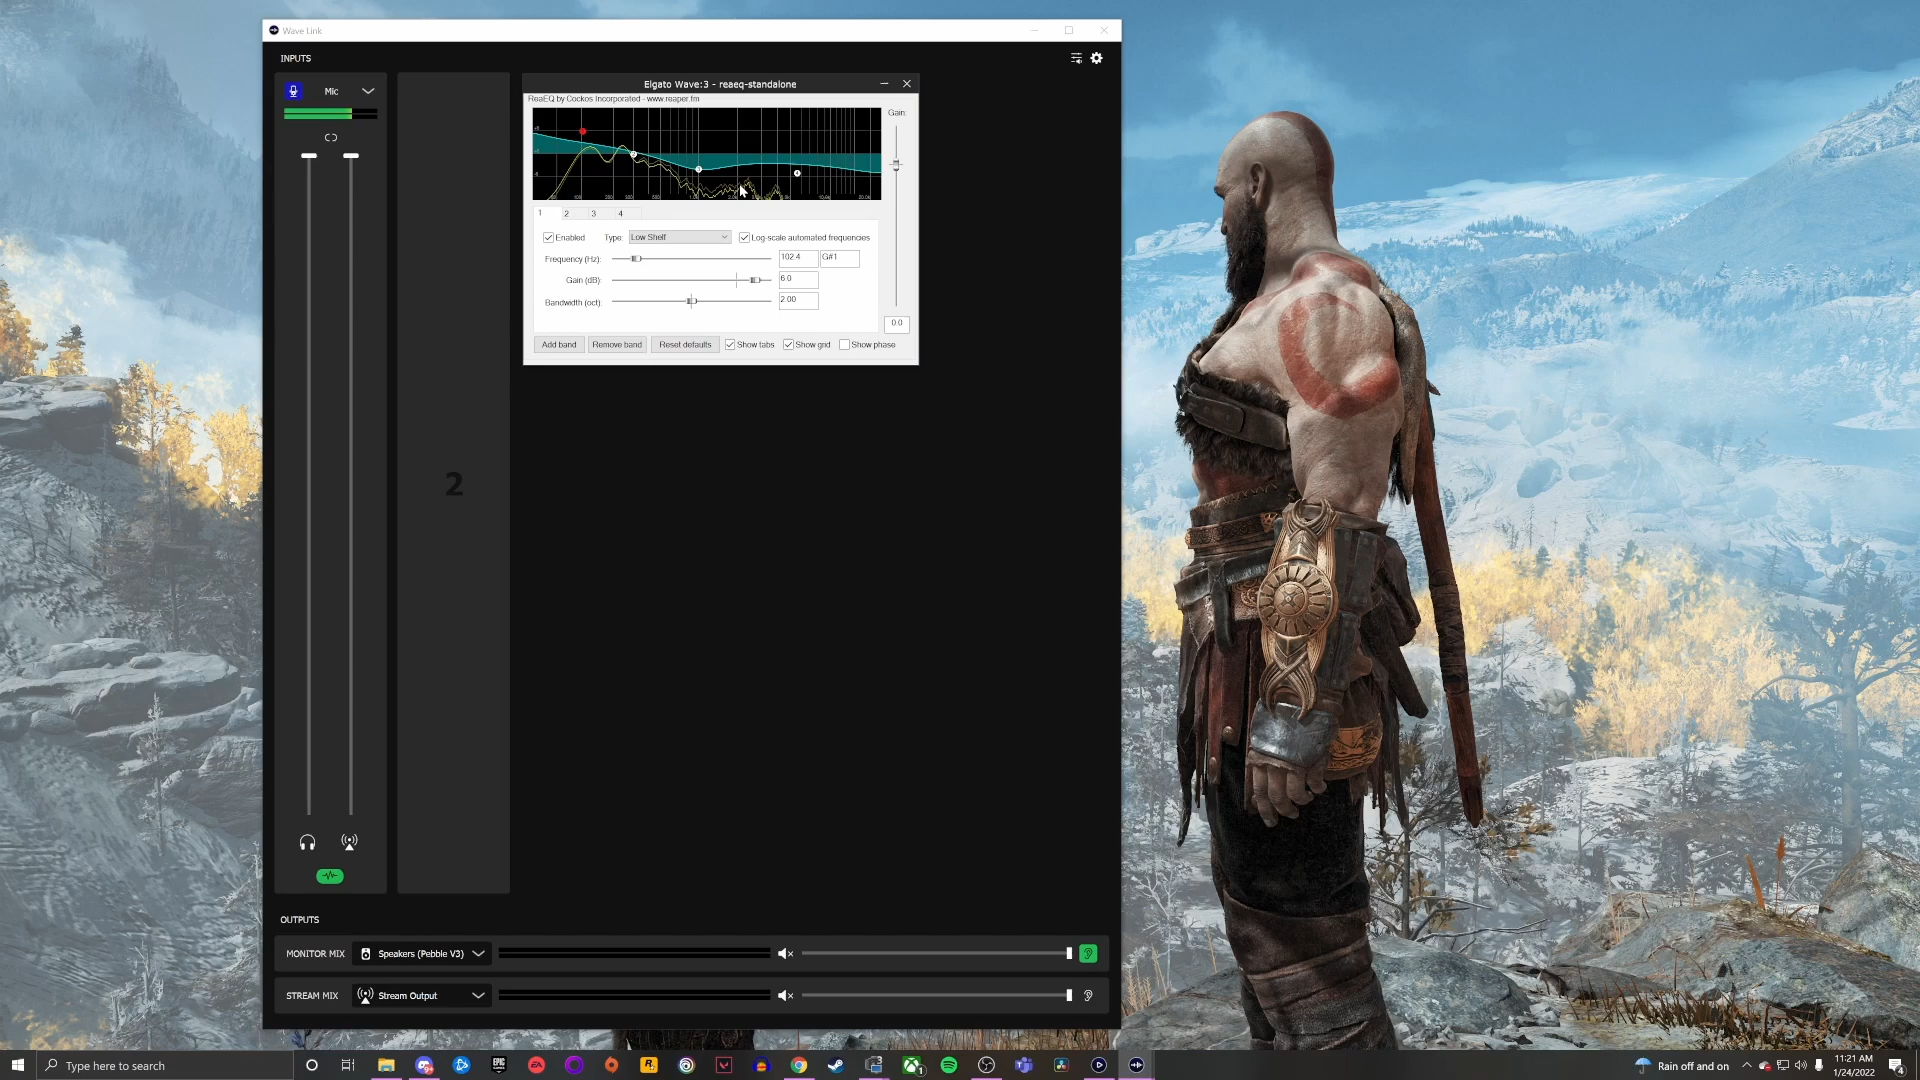 Wave Link
INPUTS
Mic
2
Elgato Wave:3 - reaeq-standalone
ReaEQ by Cockos Incorporated - www.reaper.fm
Gain:
1 2 3 4
Enabled Type: Low Shelf Log-scale automated frequencies
Frequency (Hz): 102.4 G#1
Gain (dB): 6.0
Bandwidth (oct): 2.00
0.0
Add band Remove band Reset defaults Show tabs Show grid Show phase
OUTPUTS
MONITOR MIX Speakers (Pebble V3)
STREAM MIX Stream Output
Type here to search
EPIC GAMES
EA
Rain off and on
11:21 AM
1/24/2022